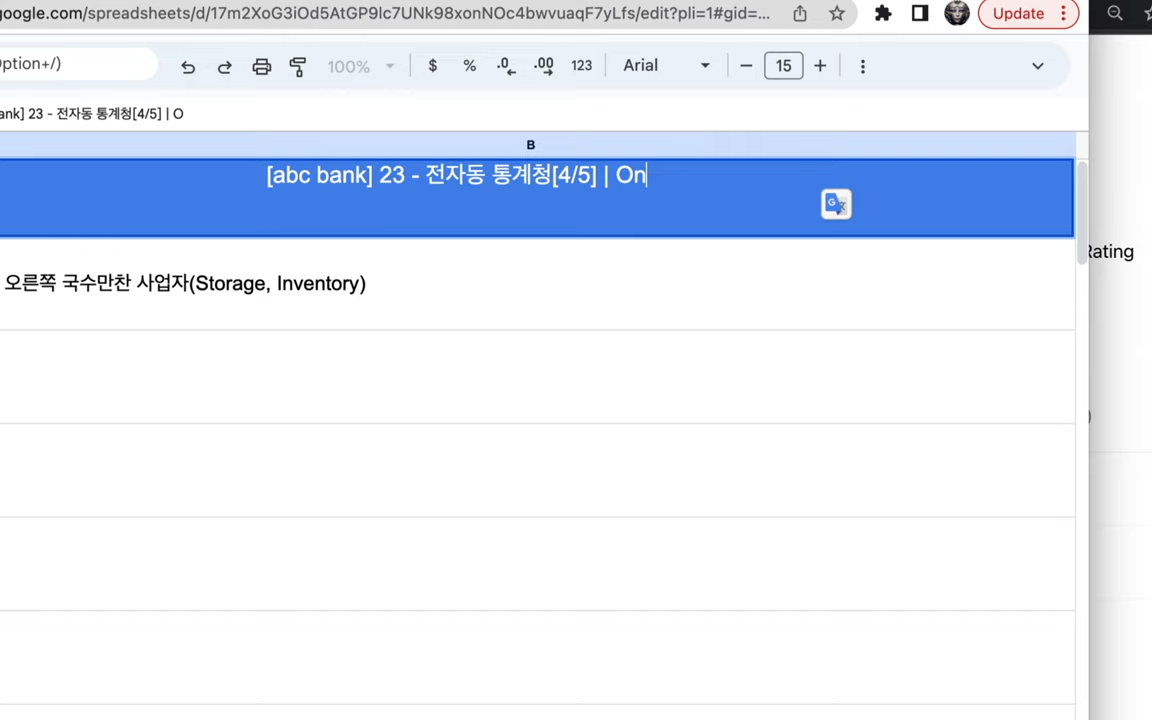 google.com/spreadsheets/d/17m2XoG3iOd5AtGP9lc7UNk98xonNOc4bwvuaqF7yLfs/edit?pli=1#gid=...
Update
ption+/)
100%
$ % .0 .00 123 Arial 15
ank] 23 - 전자동 통계청[4/5] | O
B
[abc bank] 23 - 전자동 통계청[4/5] | On
Rating
오른쪽 국수만찬 사업자(Storage, Inventory)
)